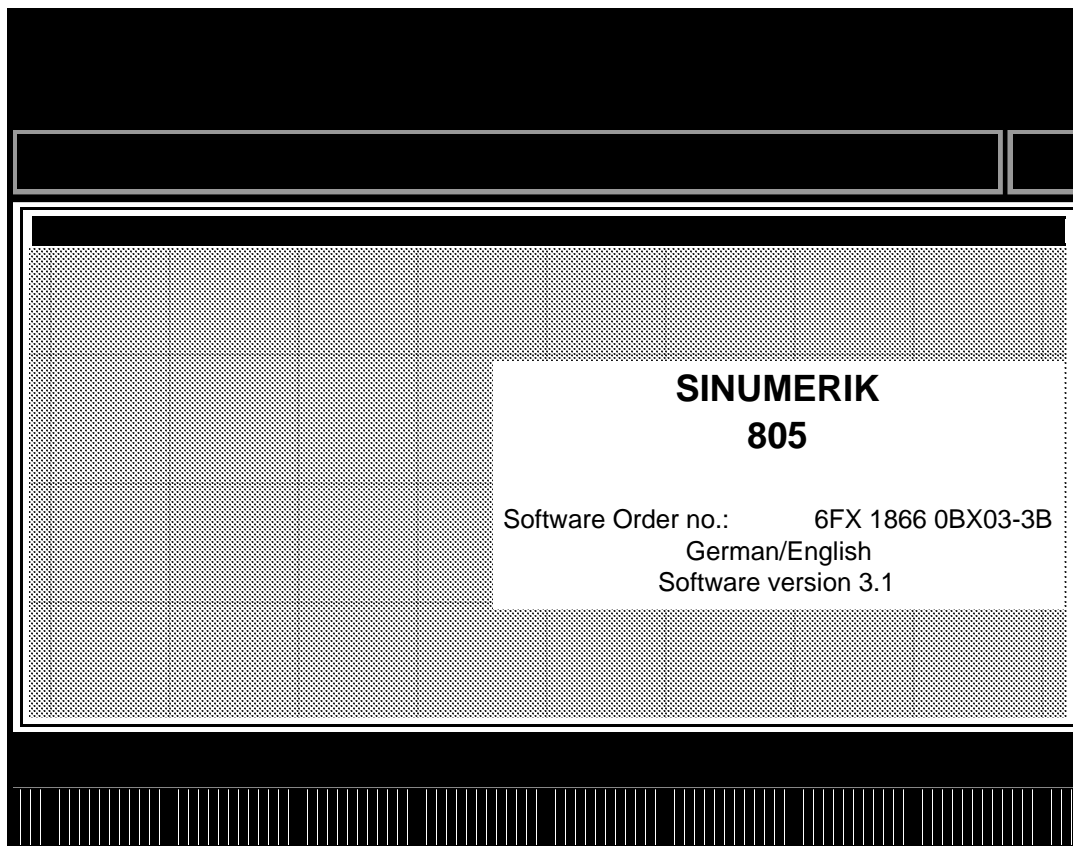 SINUMERIK
805
Software Order no.: 6FX 1866 0BX03-3B
German/English
Software version 3.1